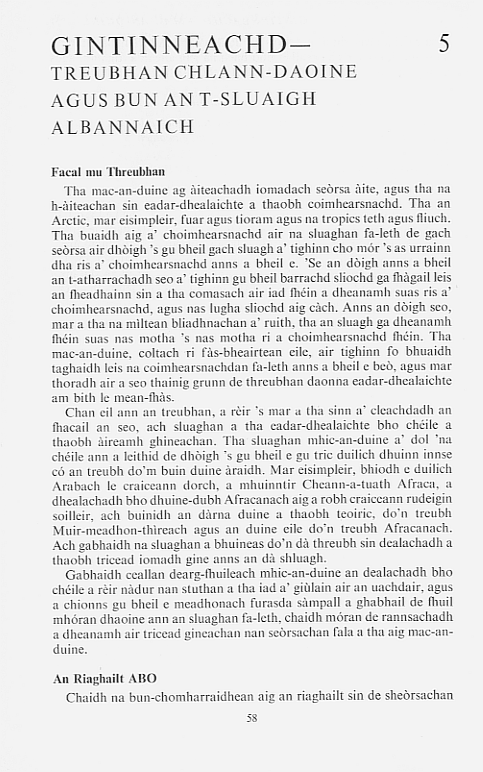 GINTINNEACHD— 5
TREUBHAN CHLANN-DAOINE
AGUS BUN AN T-SLUAIGH
ALBANNAICH
Facal mu Threubhan
Tha mac-an-duine ag àiteachadh iomadach seòrsa àite, agus tha na
h-àiteachan sin eadar-dhealaichte a thaobh coimhearsnachd. Tha an
Arctic, mar eisimpleir, fuar agus tioram agus na tropics teth agus fliuch.
Tha buaidh aig a’ choimhearsnachd air na sluaghan fa-leth de gach
seòrsa air dhòigh ’s gu bheil gach sluagh a’ tighinn cho mór ’s as urrainn
dha ris a’ choimhearsnachd anns a bheil e. ’Se an dòigh anns a bheil
an t-atharrachadh seo a’ tighinn gu bheil barrachd sliochd ga fhàgail leis
an fheadhainn sin a tha comasach air iad fhéin a dheanamh suas ris a’
choimhearsnachd, agus nas lugha sliochd aig càch. Anns an dòigh seo,
mar a tha na mìltean bliadhnachan a’ ruith, tha an sluagh ga dheanamh
fhéin suas nas motha ’s nas motha ri a choimhearsnachd fhéin. Tha
mac-an-duine, coltach ri fàs-bheairtean eile, air tighinn fo bhuaidh
taghaidh leis na coimhearsnachdan fa-leth anns a bheil e beò, agus mar
thoradh air a seo thainig grunn de threubhan daonna eadar-dhealaichte
am bith le mean-fhàs.
Chan eil ann an treubhan, a rèir ’s mar a tha sinn a’ cleachdadh an
fhacail an seo, ach sluaghan a tha eadar-dhealaichte bho chéile a
thaobh àireamh ghineachan. Tha sluaghan mhic-an-duine a’ dol ’na
chéile ann a leithid de dhòigh ’s gu bheil e gu tric duilich dhuinn innse
có an treubh do’m buin duine àraidh. Mar eisimpleir, bhiodh e duilich
Arabach le craiceann dorch, a mhuinntir Cheann-a-tuath Afraca, a
dhealachadh bho dhuine-dubh Afracanach aig a robh craiceann rudeigin
soilleir, ach buinidh an dàrna duine a thaobh teoiric, do’n treubh
Muir-meadhon-thìreach agus an duine eile do’n treubh Afracanach.
Ach gabhaidh na sluaghan a bhuineas do’n dà threubh sin dealachadh a
thaobh tricead iomadh gine anns an dà shluagh.
Gabhaidh ceallan dearg-fhuileach mhic-an-duine an dealachadh bho
chéile a rèir nàdur nan stuthan a tha iad a’ giùlain air an uachdair, agus
a chionns gu bheil e meadhonach furasda sàmpall a ghabhail de fhuil
mhóran dhaoine ann an sluaghan fa-leth, chaidh móran de rannsachadh
a dheanamh air tricead gineachan nan seòrsachan fala a tha aig mac-an-
duine.
An Riaghailt ABO
Chaidh na bun-chomharraidhean aig an riaghailt sin de sheòrsachan
58